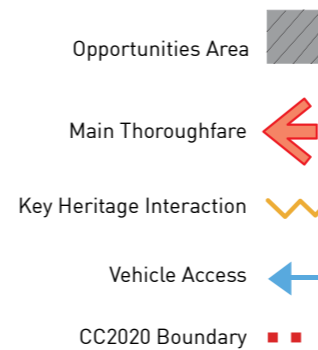 Opportunities Area
Main Thoroughfare
Key Heritage Interaction
Vehicle Access
CC2020 Boundary